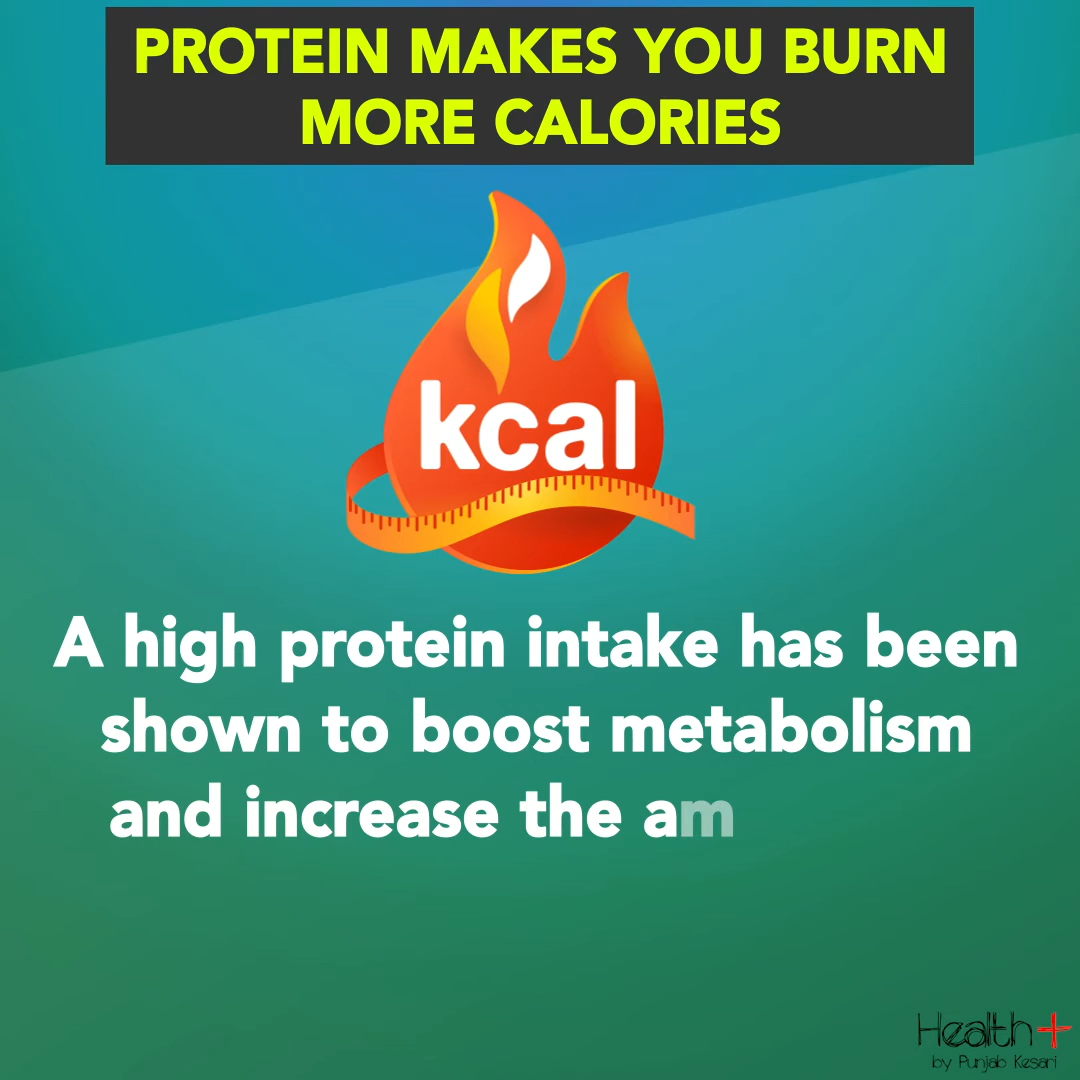 PROTEIN MAKES YOU BURN
MORE CALORIES
kcal
A high protein intake has been
shown to boost metabolism
and increase the am
Health+
by Punjab Kesari